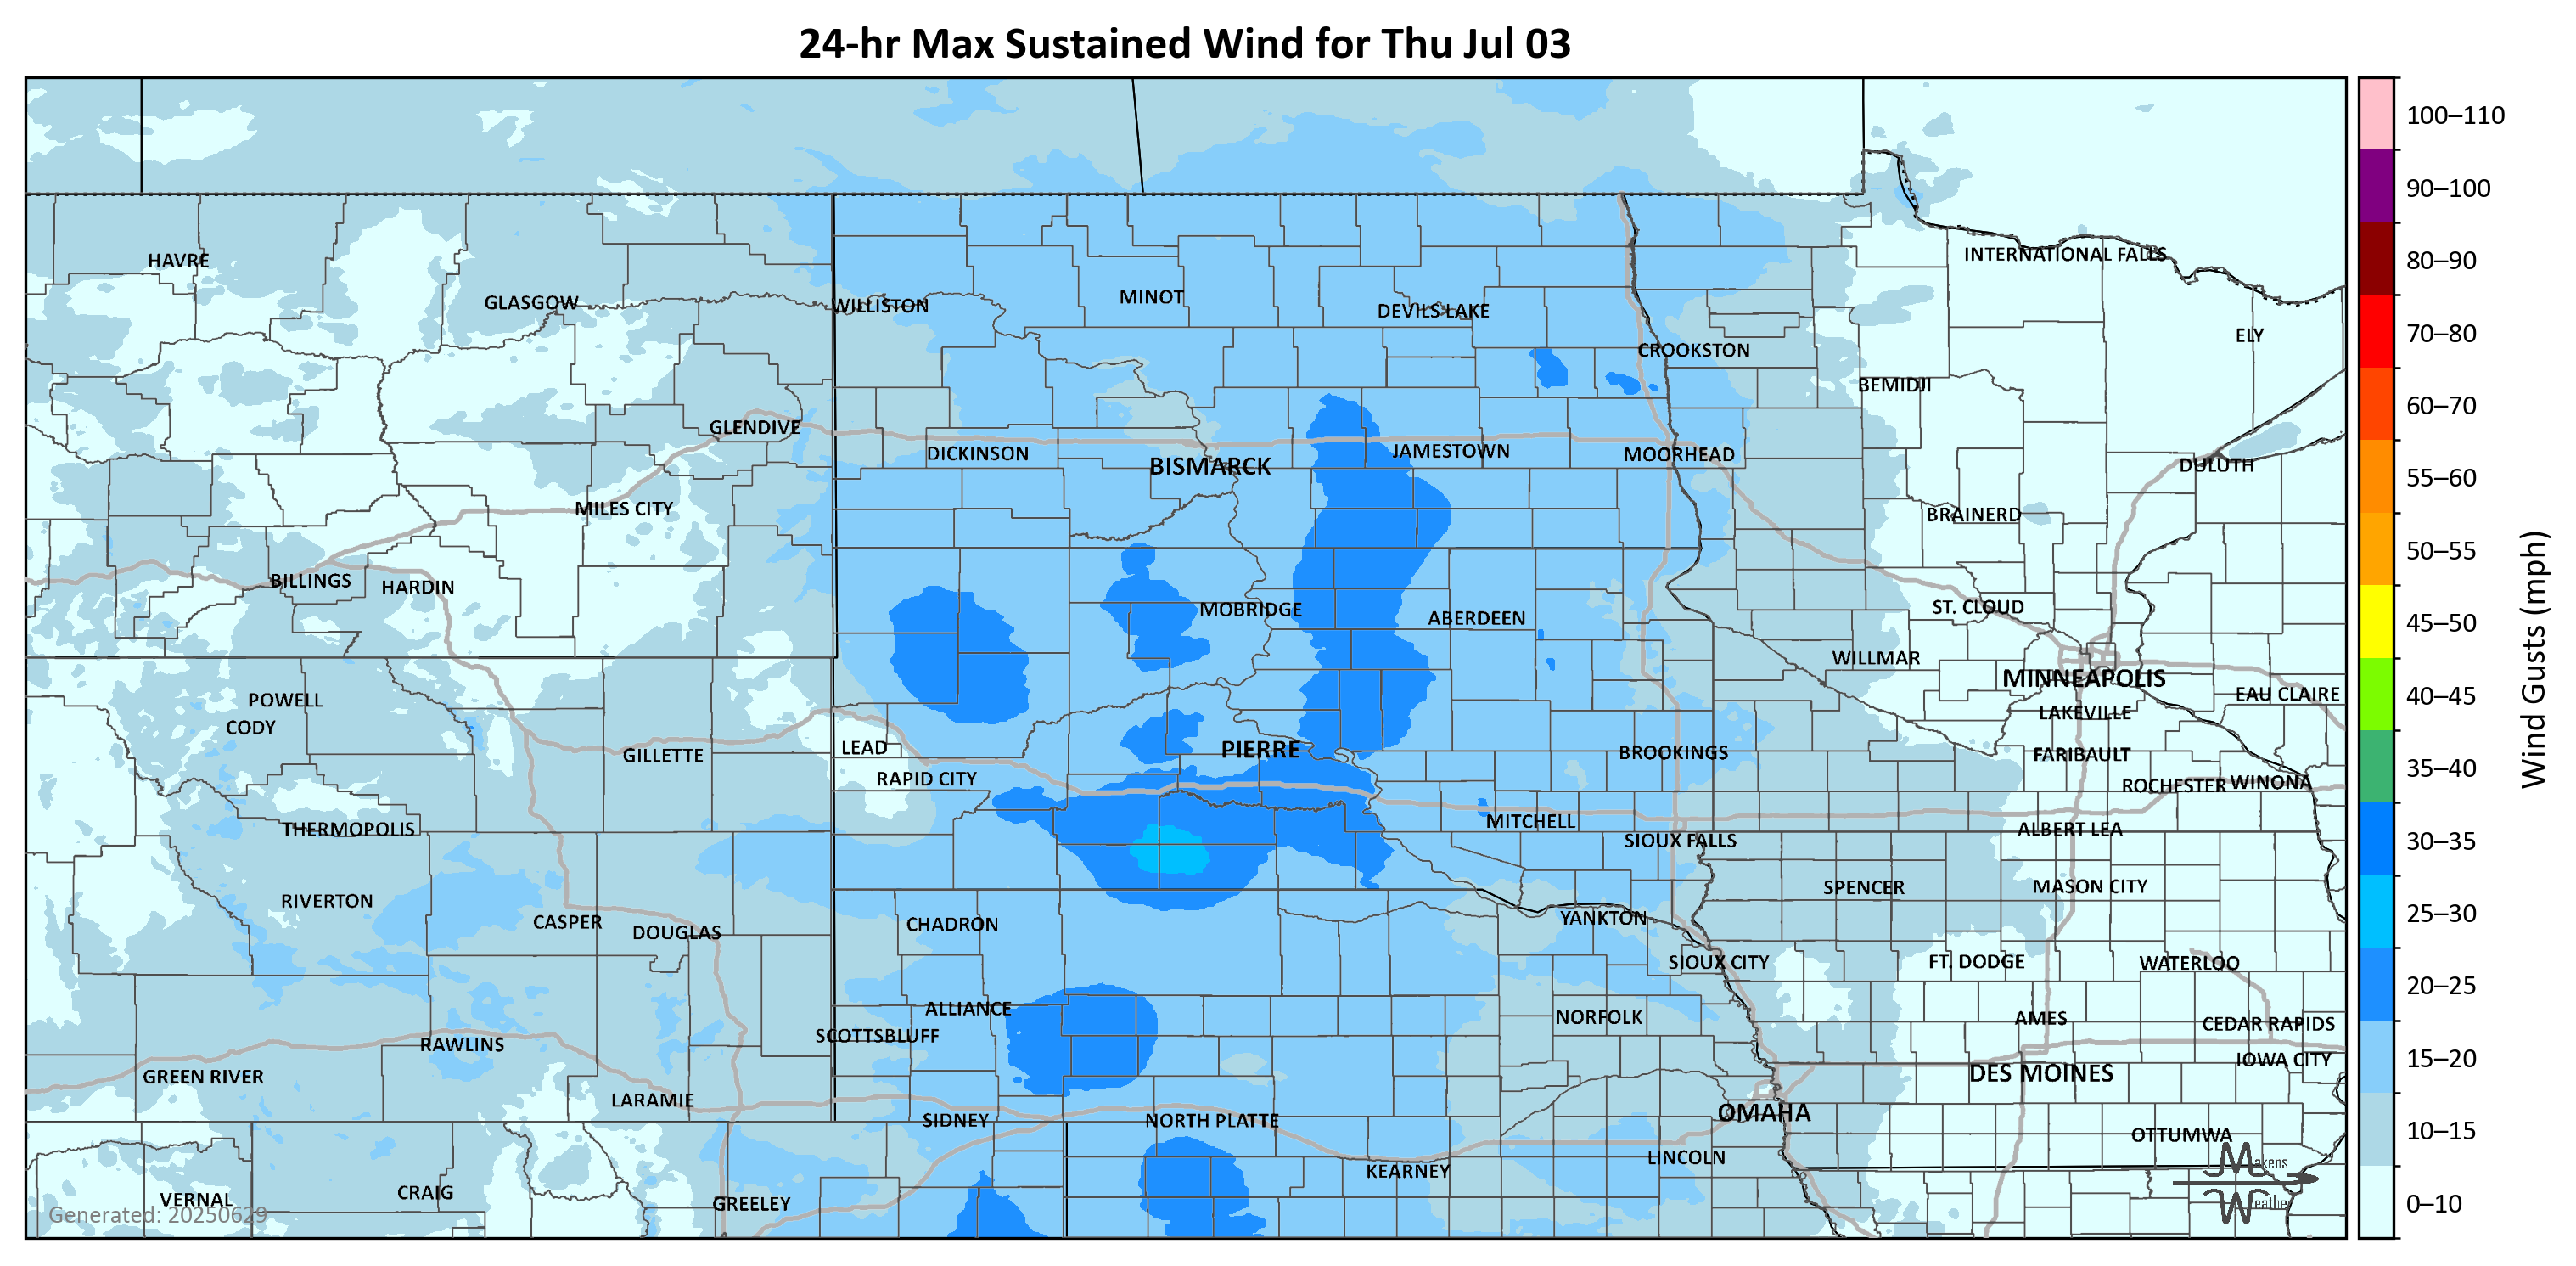 24-hr Max Sustained Wind for Thu Jul 03
100–110
90–100
80–90
70–80
60–70
55–60
50–55
45–50
40–45
35–40
30–35
25–30
20–25
15–20
10–15
0–10
Wind Gusts (mph)
HAVRE
INTERNATIONAL FALLS
GLASGOW
WILLISTON
MINOT
DEVILS LAKE
ELY
CROOKSTON
BEMIDJI
GLENDIVE
DICKINSON
BISMARCK
JAMESTOWN
MOORHEAD
DULUTH
MILES CITY
BRAINERD
BILLINGS
HARDIN
MOBRIDGE
ABERDEEN
ST. CLOUD
WILLMAR
MINNEAPOLIS
EAU CLAIRE
POWELL
CODY
LAKEVILLE
GILLETTE
LEAD
PIERRE
BROOKINGS
FARIBAULT
RAPID CITY
ROCHESTER
WINONA
THERMOPOLIS
MITCHELL
SIOUX FALLS
ALBERT LEA
RIVERTON
SPENCER
MASON CITY
CASPER
DOUGLAS
CHADRON
YANKTON
SIOUX CITY
FT. DODGE
WATERLOO
ALLIANCE
NORFOLK
AMES
CEDAR RAPIDS
SCOTTSBLUFF
RAWLINS
IOWA CITY
GREEN RIVER
DES MOINES
LARAMIE
SIDNEY
NORTH PLATTE
OMAHA
OTTUMWA
KEARNEY
LINCOLN
VERNAL
CRAIG
GREELEY
Makens
Weather
Generated: 20250629